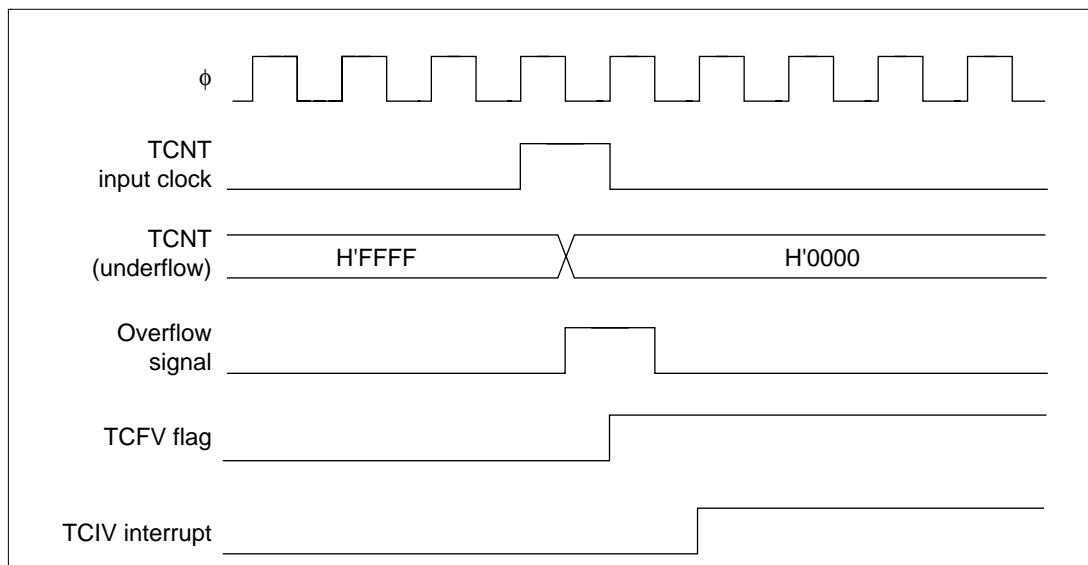 ϕ
TCNT
input clock
TCNT
(underflow)
H'FFFF
H'0000
Overflow
signal
TCFV flag
TCIV interrupt